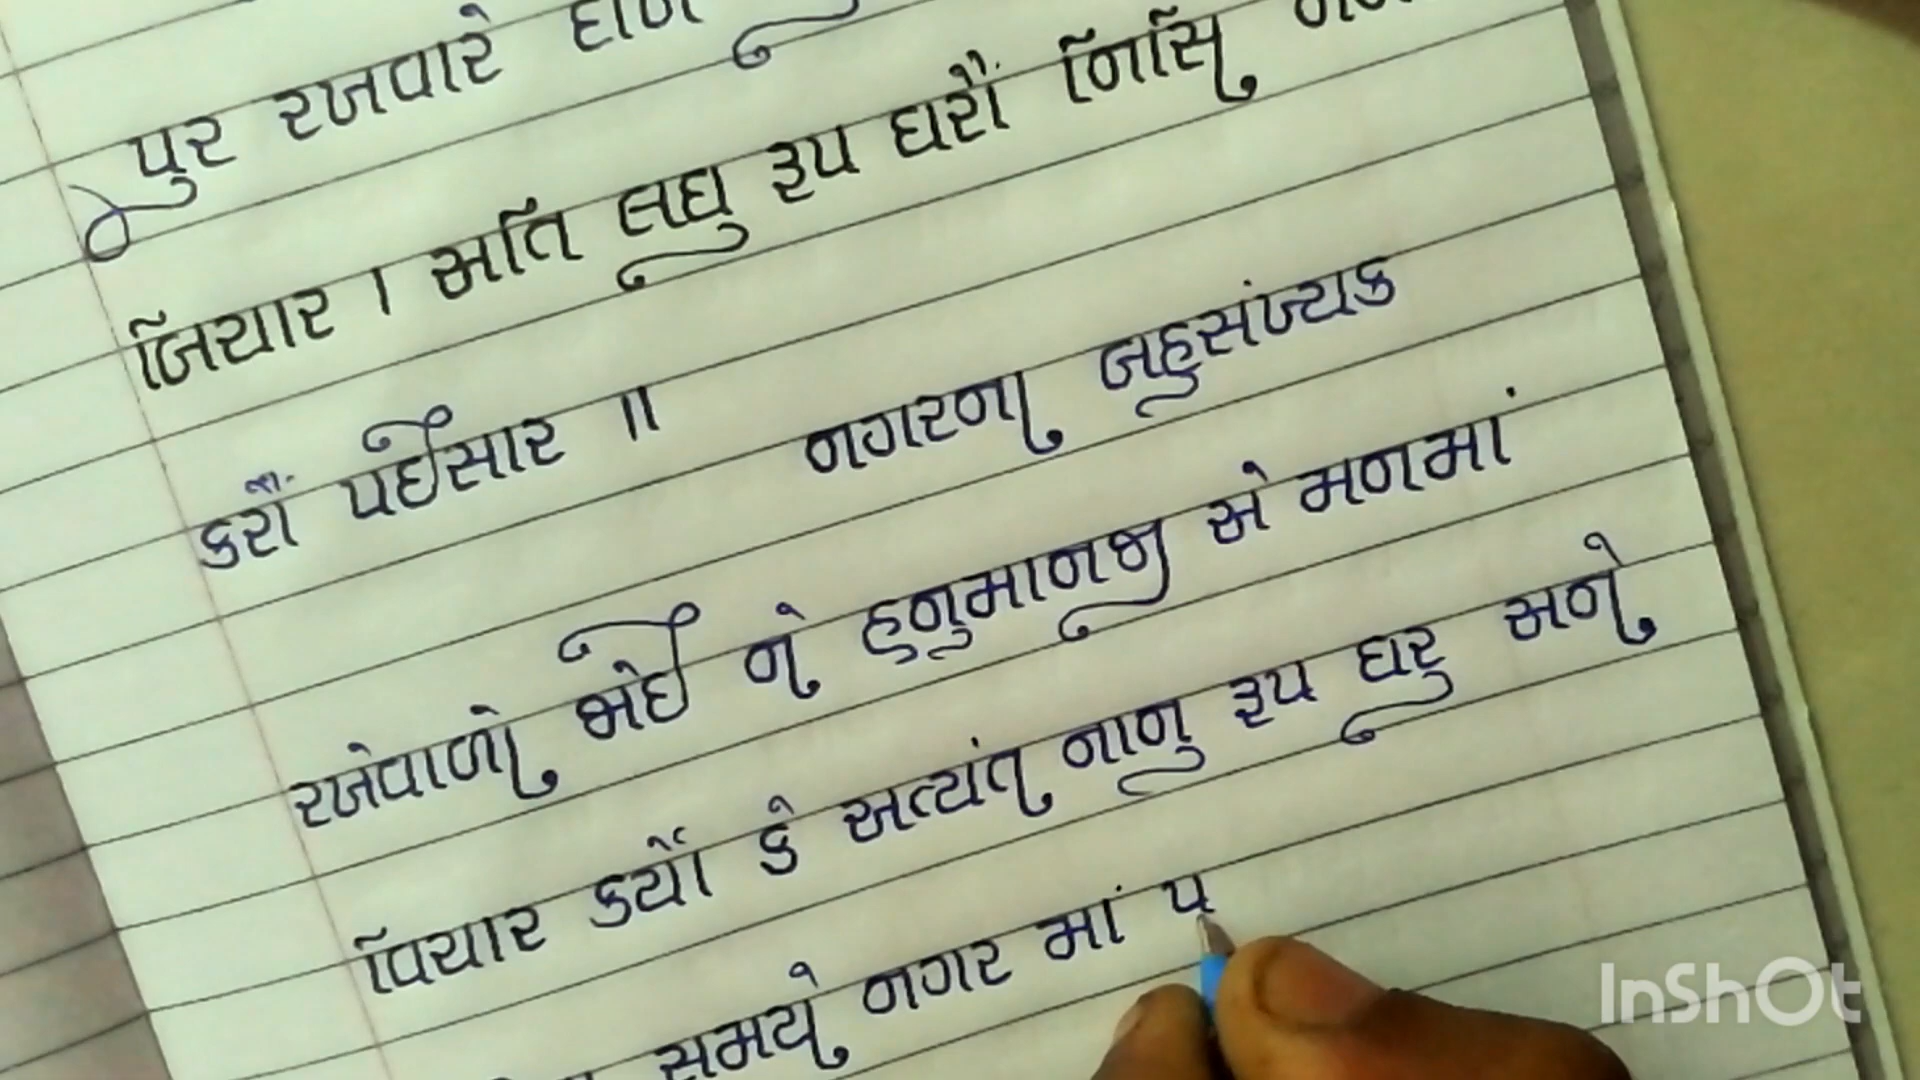 પુર રખવારે
બિચાર । અતિ લઘુ રૂપ ધરૌં નિસિ
કરૌં પઈસાર ॥ નગરના બહુસંખ્યક
રખેવાળો જોઈ ને હનુમાનજી એ મનમાં
વિચાર કર્યો કે અત્યંત નાનુ રૂપ ધરુ અને
સમયે નગર માં પ
InShOt